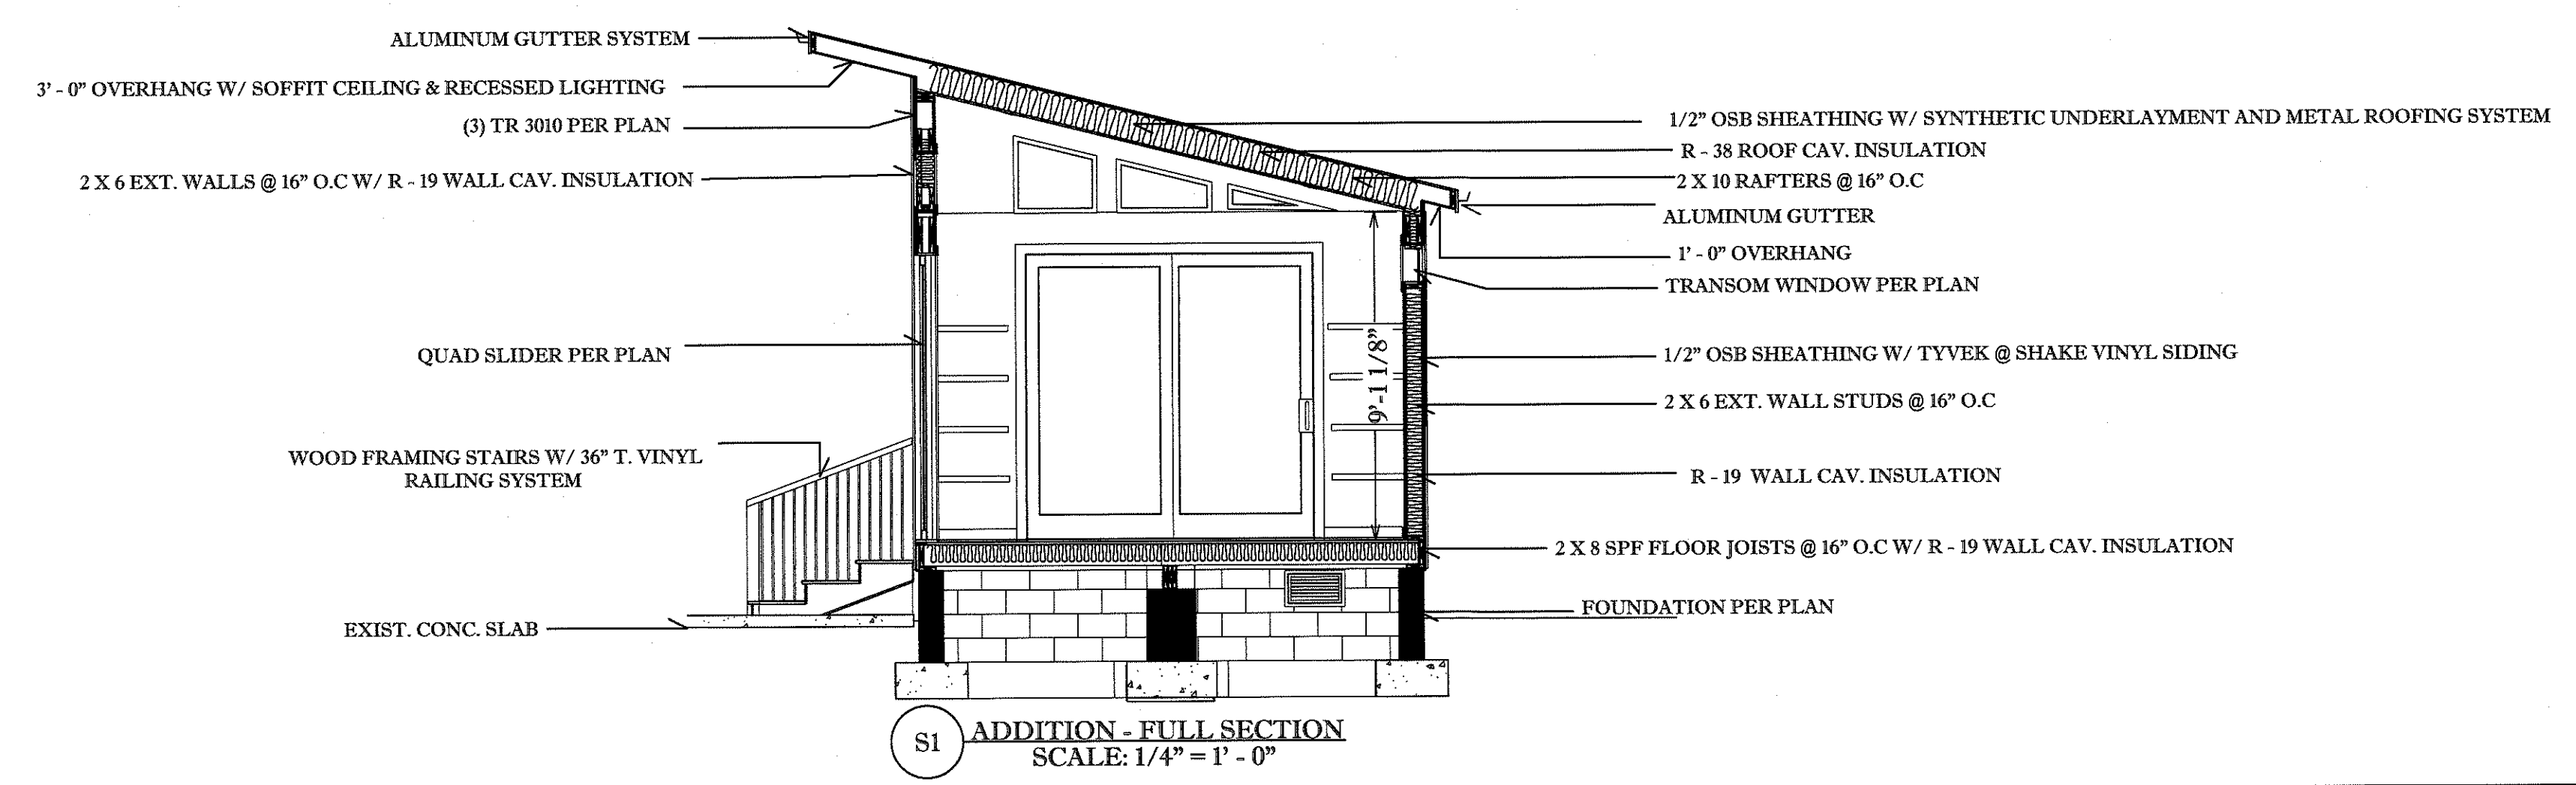 ALUMINUM GUTTER SYSTEM
3' - 0" OVERHANG W/ SOFFIT CEILING & RECESSED LIGHTING
(3) TR 3010 PER PLAN
2 X 6 EXT. WALLS @ 16" O.C W/ R - 19 WALL CAV. INSULATION
QUAD SLIDER PER PLAN
WOOD FRAMING STAIRS W/ 36" T. VINYL
RAILING SYSTEM
EXIST. CONC. SLAB
9'-1 1/8"
1/2" OSB SHEATHING W/ SYNTHETIC UNDERLAYMENT AND METAL ROOFING SYSTEM
R - 38 ROOF CAV. INSULATION
2 X 10 RAFTERS @ 16" O.C
ALUMINUM GUTTER
1' - 0" OVERHANG
TRANSOM WINDOW PER PLAN
1/2" OSB SHEATHING W/ TYVEK @ SHAKE VINYL SIDING
2 X 6 EXT. WALL STUDS @ 16" O.C
R - 19 WALL CAV. INSULATION
2 X 8 SPF FLOOR JOISTS @ 16" O.C W/ R - 19 WALL CAV. INSULATION
FOUNDATION PER PLAN
S1
ADDITION - FULL SECTION
SCALE: 1/4" = 1' - 0"